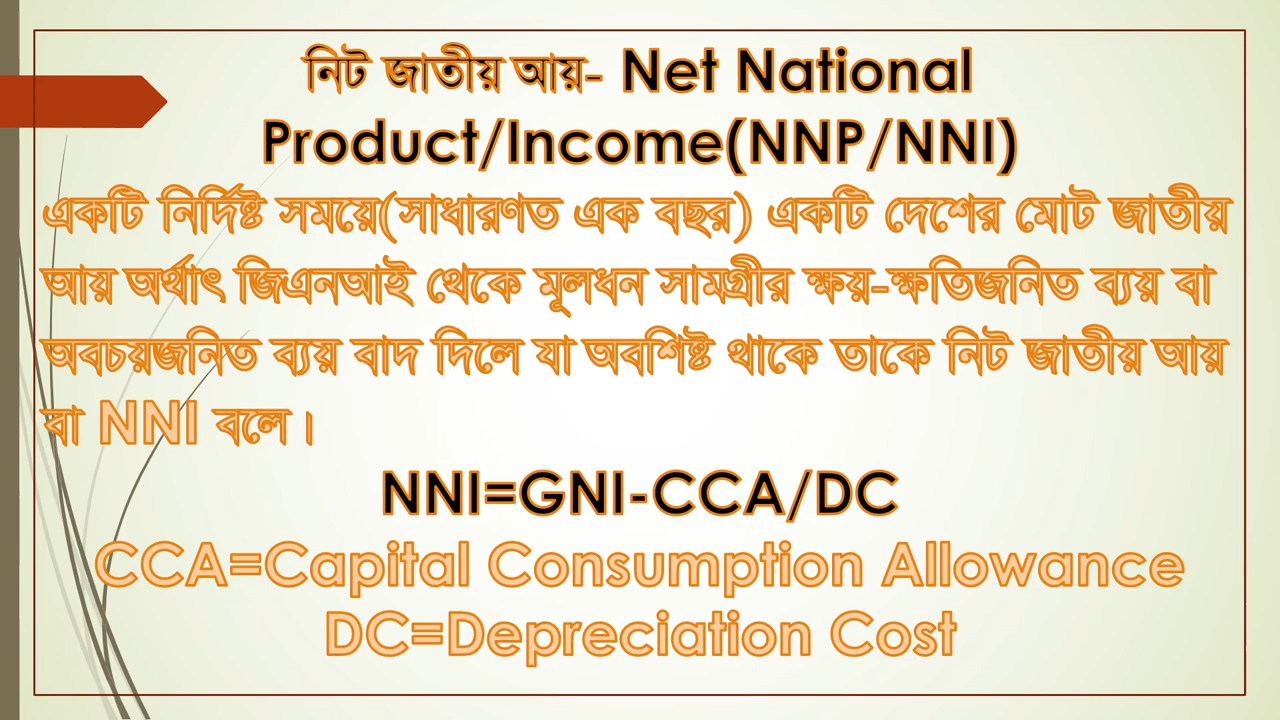 নিট জাতীয় আয়- Net National
Product/Income(NNP/NNI)
একটি নির্দিষ্ট সময়ে(সাধারণত এক বছর) একটি দেশের মোট জাতীয়
আয় অর্থাৎ জিএনআই থেকে মূলধন সামগ্রীর ক্ষয়-ক্ষতিজনিত ব্যয় বা
অবচয়জনিত ব্যয় বাদ দিলে যা অবশিষ্ট থাকে তাকে নিট জাতীয় আয়
বা NNI বলে।
NNI=GNI-CCA/DC
CCA=Capital Consumption Allowance
DC=Depreciation Cost